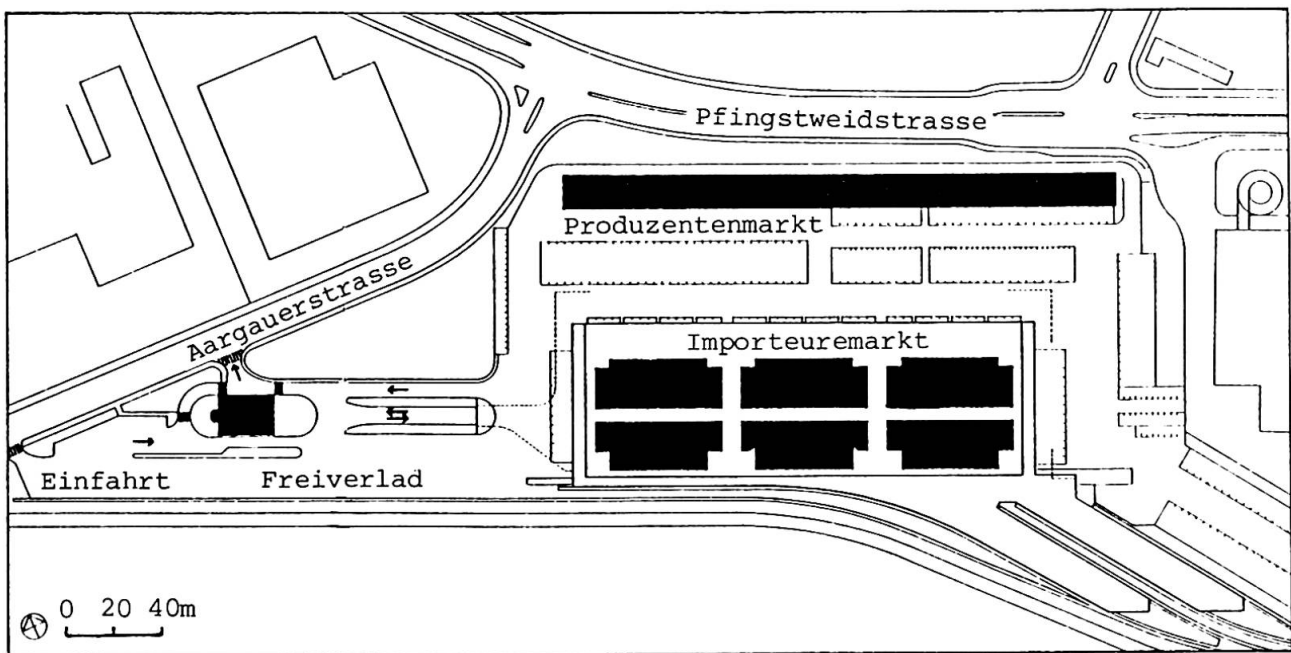 Pfingstweidstrasse
Produzentenmarkt
Aargauerstrasse
Importeuremarkt
Einfahrt
Freiverlad
0 20 40m